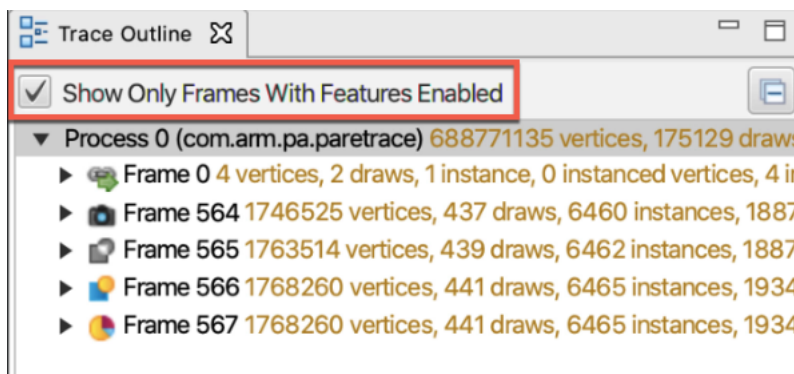 Trace Outline
Show Only Frames With Features Enabled
Process 0 (com.arm.pa.paretrace) 688771135 vertices, 175129 draws
Frame 0 4 vertices, 2 draws, 1 instance, 0 instanced vertices, 4
Frame 564 1746525 vertices, 437 draws, 6460 instances, 1887
Frame 565 1763514 vertices, 439 draws, 6462 instances, 1887
Frame 566 1768260 vertices, 441 draws, 6465 instances, 1934
Frame 567 1768260 vertices, 441 draws, 6465 instances, 1934